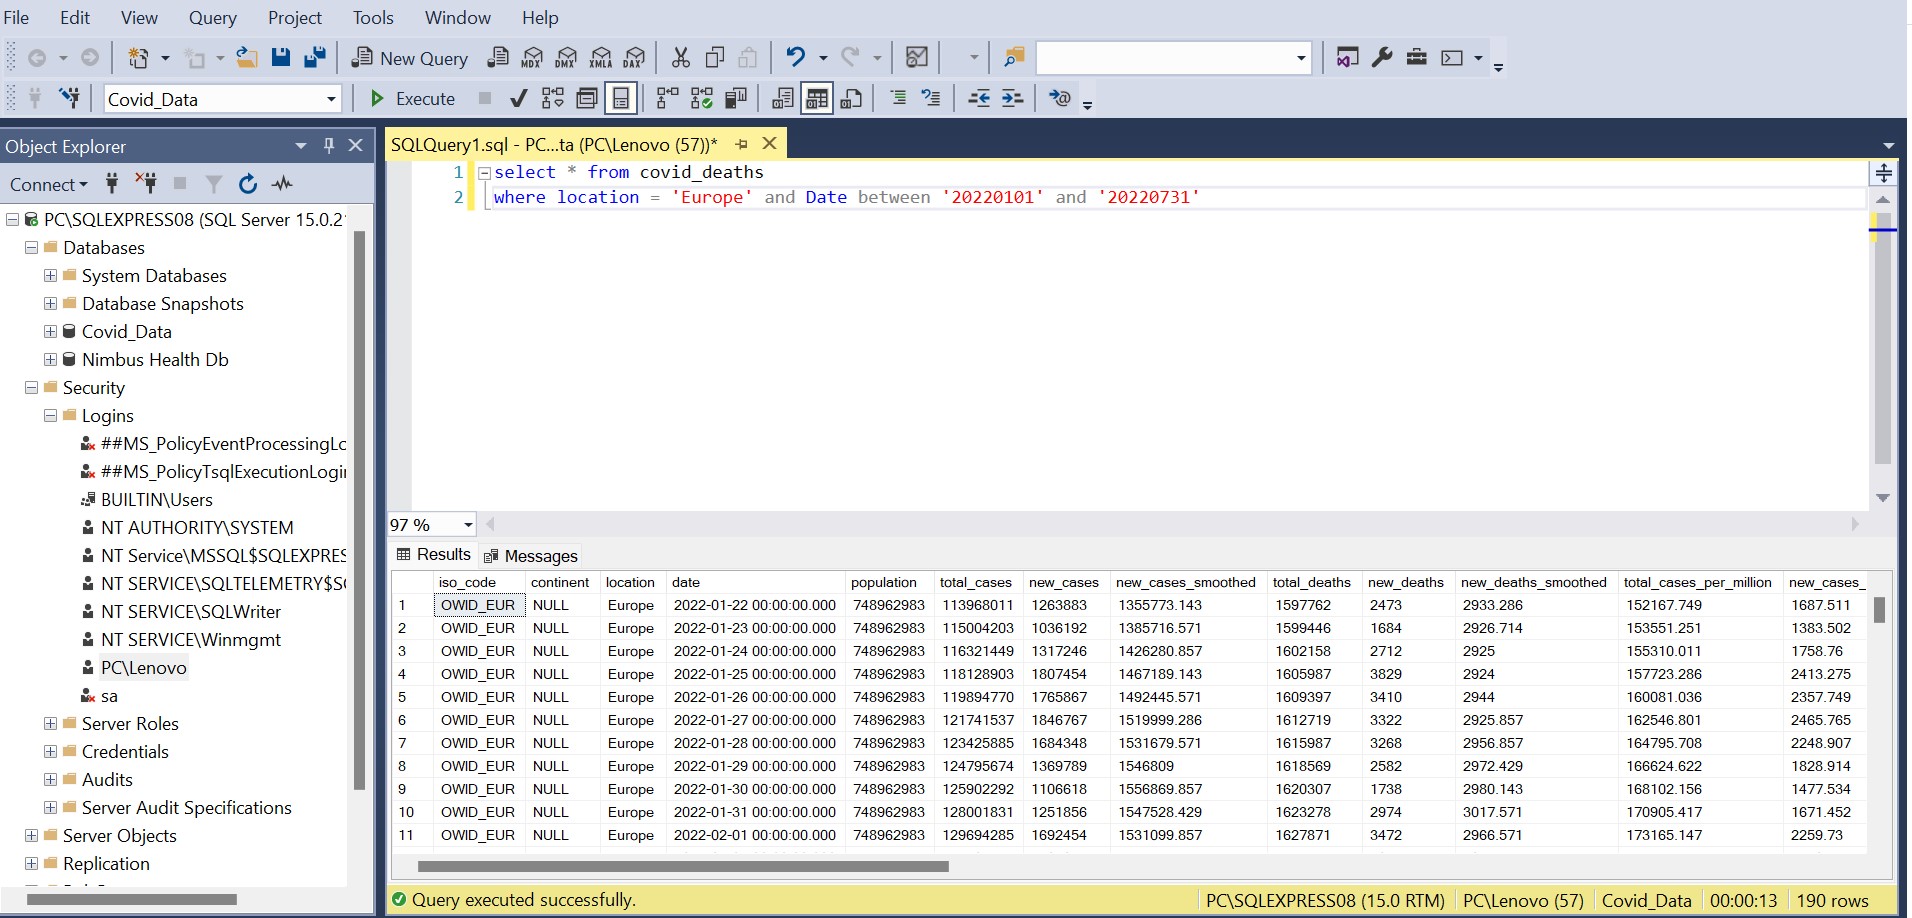 File Edit View Query Project Tools Window Help
New Query MDX DMX XMLA DAX
Covid_Data Execute
Object Explorer
Connect
PC\SQLEXPRESS08 (SQL Server 15.0.2
Databases
System Databases
Database Snapshots
Covid_Data
Nimbus Health Db
Security
Logins
##MS_PolicyEventProcessingLo
##MS_PolicyTsqlExecutionLogin
BUILTIN\Users
NT AUTHORITY\SYSTEM
NT Service\MSSQL$SQLEXPRES
NT SERVICE\SQLTELEMETRY$S
NT SERVICE\SQLWriter
NT SERVICE\Winmgmt
PC\Lenovo
sa
Server Roles
Credentials
Audits
Server Audit Specifications
Server Objects
Replication
SQLQuery1.sql - PC...ta (PC\Lenovo (57))*
1 select * from covid_deaths
2 where location = 'Europe' and Date between '20220101' and '20220731'
97 %
Results Messages
iso_code continent location date population total_cases new_cases new_cases_smoothed total_deaths new_deaths new_deaths_smoothed total_cases_per_million new_cases_
1 OWID_EUR NULL Europe 2022-01-22 00:00:00.000 748962983 113968011 1263883 1355773.143 1597762 2473 2933.286 152167.749 1687.511
2 OWID_EUR NULL Europe 2022-01-23 00:00:00.000 748962983 115004203 1036192 1385716.571 1599446 1684 2926.714 153551.251 1383.502
3 OWID_EUR NULL Europe 2022-01-24 00:00:00.000 748962983 116321449 1317246 1426280.857 1602158 2712 2925 155310.011 1758.76
4 OWID_EUR NULL Europe 2022-01-25 00:00:00.000 748962983 118128903 1807454 1467189.143 1605987 3829 2924 157723.286 2413.275
5 OWID_EUR NULL Europe 2022-01-26 00:00:00.000 748962983 119894770 1765867 1492445.571 1609397 3410 2944 160081.036 2357.749
6 OWID_EUR NULL Europe 2022-01-27 00:00:00.000 748962983 121741537 1846767 1519999.286 1612719 3322 2925.857 162546.801 2465.765
7 OWID_EUR NULL Europe 2022-01-28 00:00:00.000 748962983 123425885 1684348 1531679.571 1615987 3268 2956.857 164795.708 2248.907
8 OWID_EUR NULL Europe 2022-01-29 00:00:00.000 748962983 124795674 1369789 1546809 1618569 2582 2972.429 166624.622 1828.914
9 OWID_EUR NULL Europe 2022-01-30 00:00:00.000 748962983 125902292 1106618 1556869.857 1620307 1738 2980.143 168102.156 1477.534
10 OWID_EUR NULL Europe 2022-01-31 00:00:00.000 748962983 128001831 1251856 1547528.429 1623278 2974 3017.571 170905.417 1671.452
11 OWID_EUR NULL Europe 2022-02-01 00:00:00.000 748962983 129694285 1692454 1531099.857 1627871 3472 2966.571 173165.147 2259.73
Query executed successfully. PC\SQLEXPRESS08 (15.0 RTM) PC\Lenovo (57) Covid_Data 00:00:13 190 rows